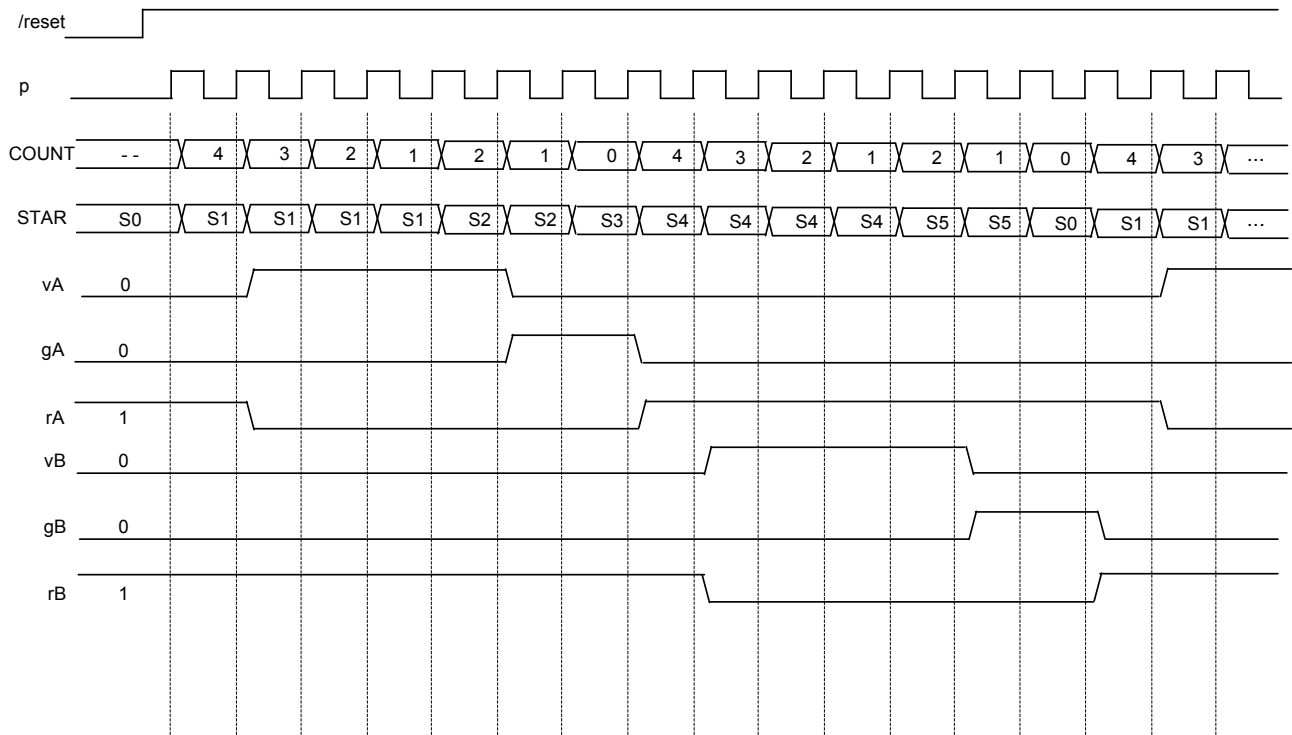 /reset
p
COUNT -- 4 3 2 1 2 1 0 4 3 2 1 2 1 0 4 3 ...
STAR S0 S1 S1 S1 S1 S2 S2 S3 S4 S4 S4 S4 S5 S5 S0 S1 S1 ...
vA 0
gA 0
rA 1
vB 0
gB 0
rB 1